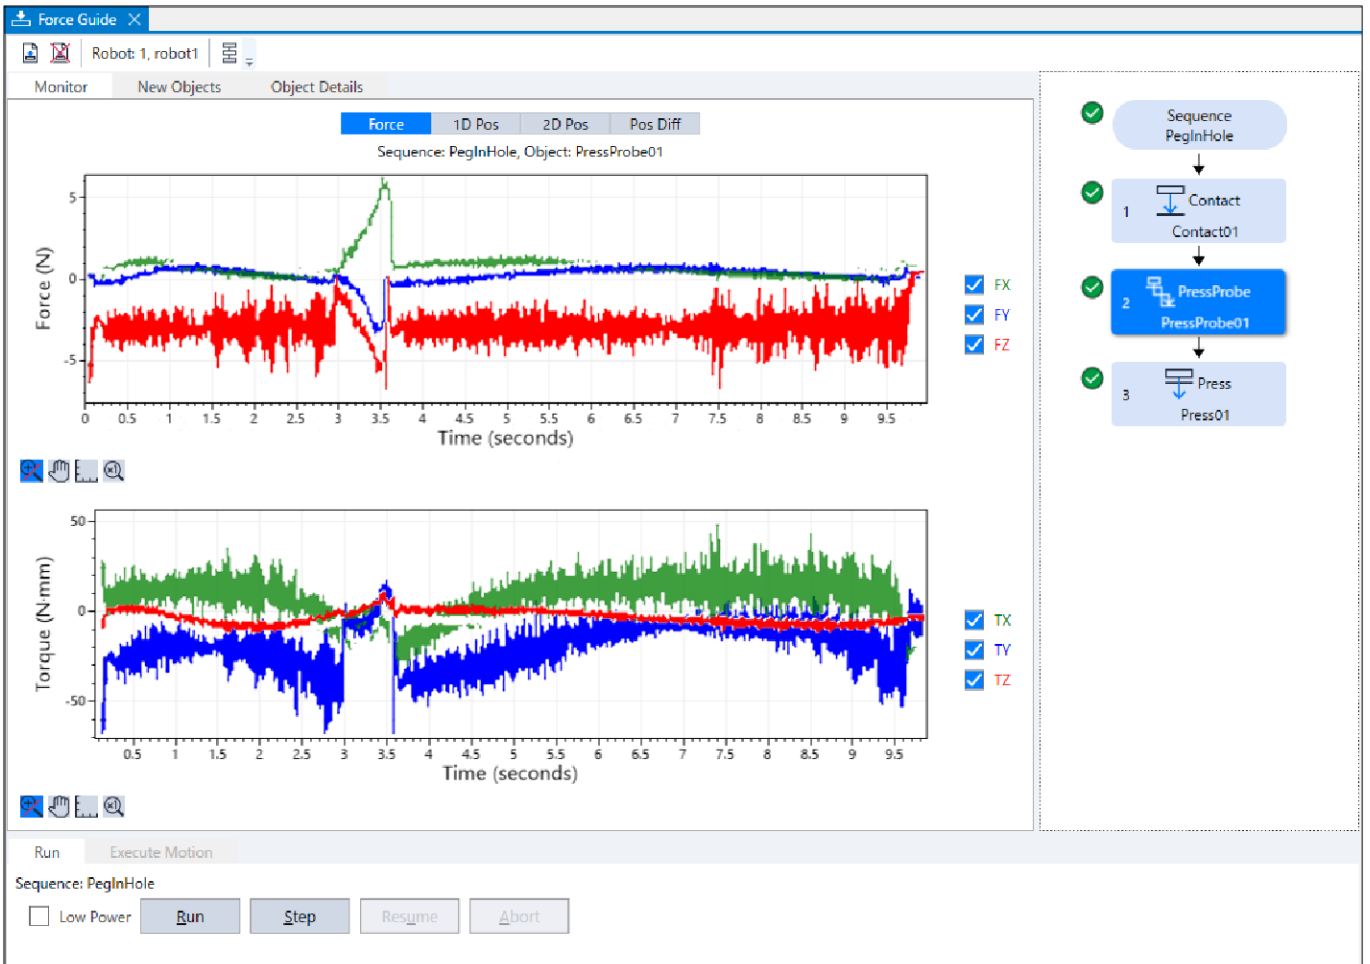 Force Guide
Robot: 1, robot1
Monitor New Objects Object Details
Force 1D Pos 2D Pos Pos Diff
Sequence: PegInHole, Object: PressProbe01
Force (N)
5
0
-5
0 0.5 1 1.5 2 2.5 3 3.5 4 4.5 5 5.5 6 6.5 7 7.5 8 8.5 9 9.5
Time (seconds)
FX
FY
FZ
Torque (N·mm)
50
0
-50
0.5 1 1.5 2 2.5 3 3.5 4 4.5 5 5.5 6 6.5 7 7.5 8 8.5 9 9.5
Time (seconds)
TX
TY
TZ
Sequence
PegInHole
1 Contact
Contact01
2 PressProbe
PressProbe01
3 Press
Press01
Run Execute Motion
Sequence: PegInHole
Low Power Run Step Resume Abort